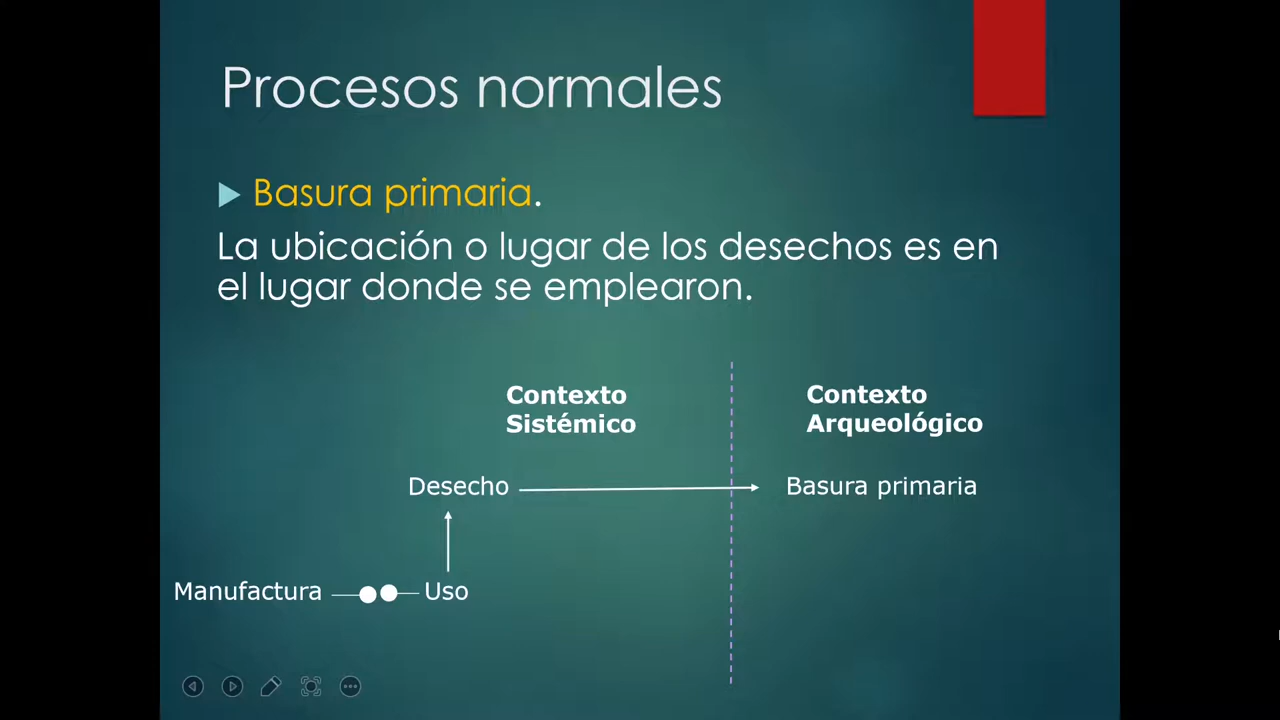 Procesos normales
Basura primaria.
La ubicación o lugar de los desechos es en
el lugar donde se emplearon.
Contexto
Sistémico
Contexto
Arqueológico
Desecho
Basura primaria
Manufactura
Uso